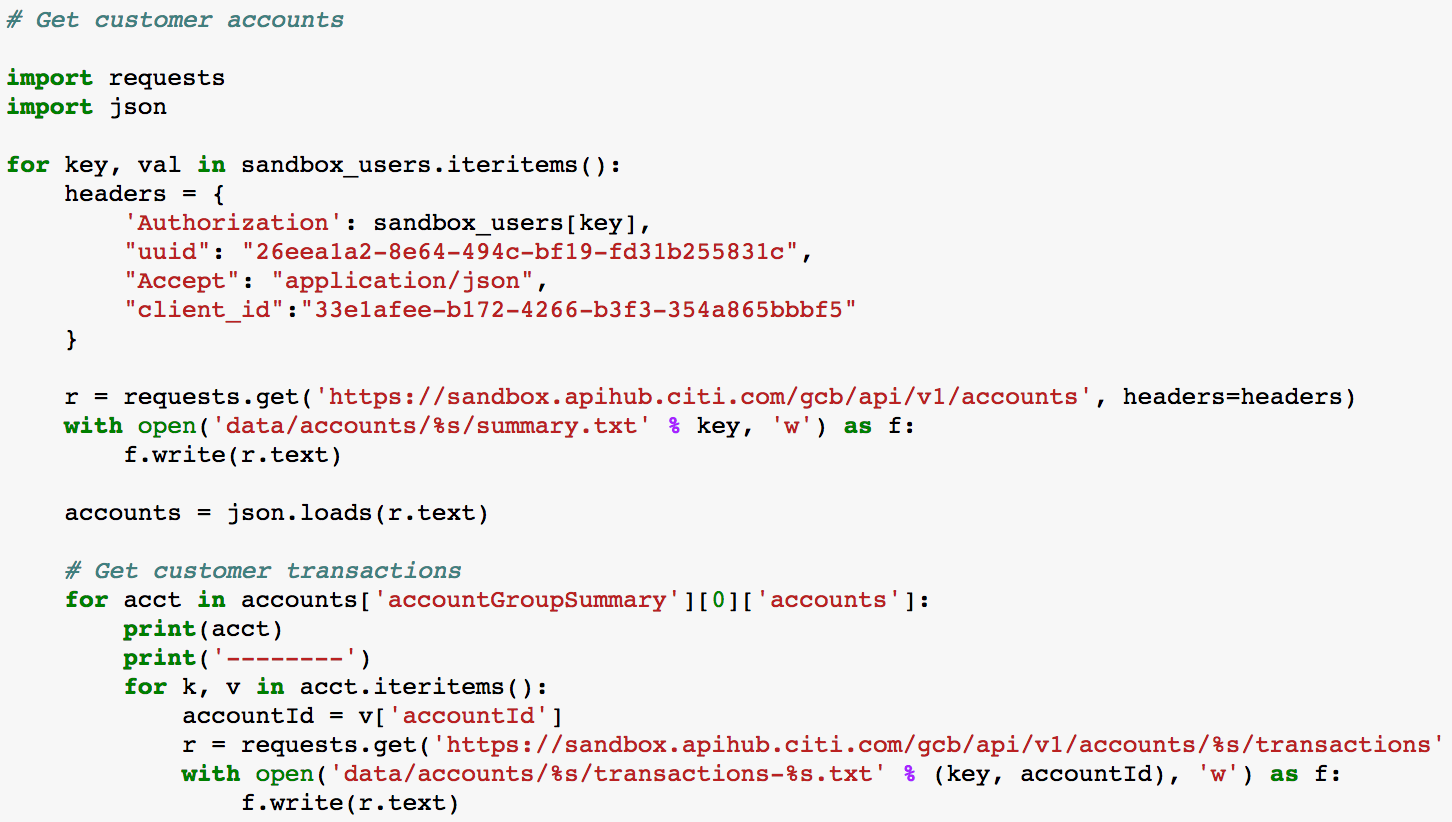 # Get customer accounts
import requests
import json
for key, val in sandbox_users.iteritems():
    headers = {
        'Authorization': sandbox_users[key],
        "uuid": "26eea1a2-8e64-494c-bf19-fd31b255831c",
        "Accept": "application/json",
        "client_id":"33e1afee-b172-4266-b3f3-354a865bbbf5"
    }
    r = requests.get('https://sandbox.apihub.citi.com/gcb/api/v1/accounts', headers=headers)
    with open('data/accounts/%s/summary.txt' % key, 'w') as f:
        f.write(r.text)
    accounts = json.loads(r.text)
    # Get customer transactions
    for acct in accounts['accountGroupSummary'][0]['accounts']:
        print(acct)
        print('--------')
        for k, v in acct.iteritems():
            accountId = v['accountId']
            r = requests.get('https://sandbox.apihub.citi.com/gcb/api/v1/accounts/%s/transactions'
            with open('data/accounts/%s/transactions-%s.txt' % (key, accountId), 'w') as f:
                f.write(r.text)